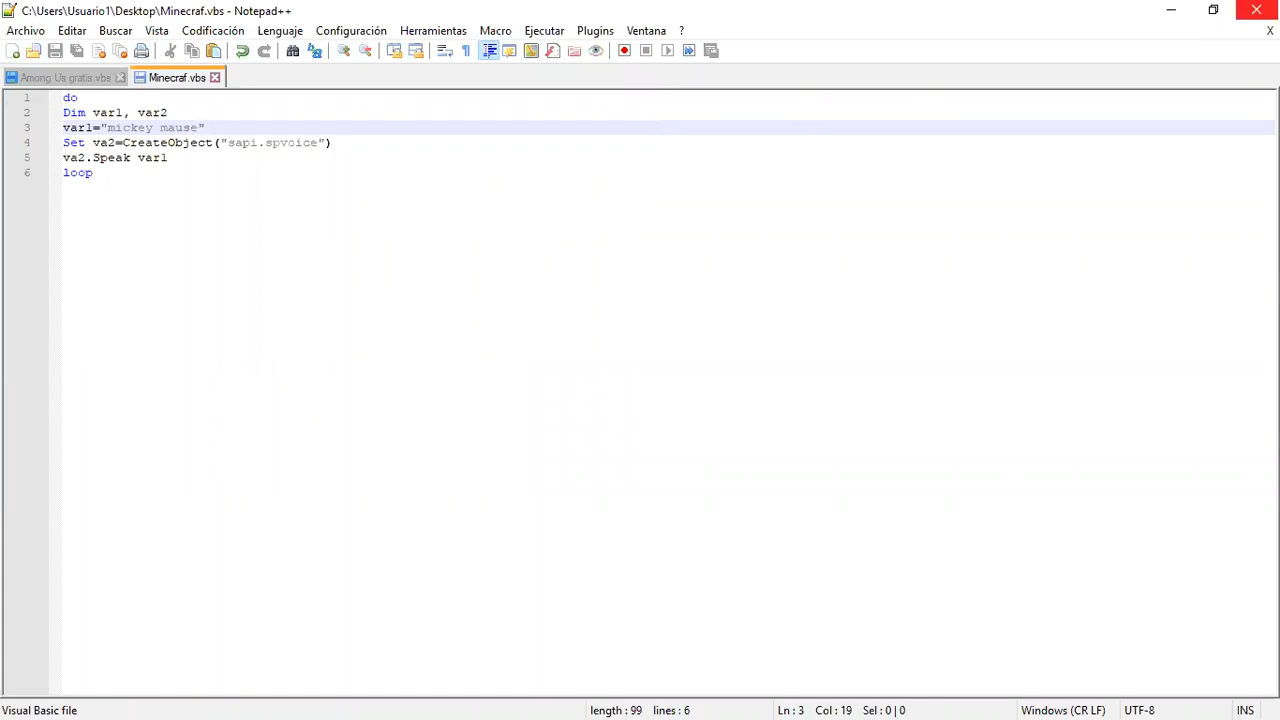 C:\Users\Usuario1\Desktop\Minecraf.vbs - Notepad++
Archivo Editar Buscar Vista Codificación Lenguaje Configuración Herramientas Macro Ejecutar Plugins Ventana ? X
Among Us gratis.vbs Minecraf.vbs
1 do
2 Dim var1, var2
3 var1="mickey mause"
4 Set va2=CreateObject("sapi.spvoice")
5 va2.Speak var1
6 loop
Visual Basic file length : 99 lines : 6 Ln : 3 Col : 19 Sel : 0 | 0 Windows (CR LF) UTF-8 INS